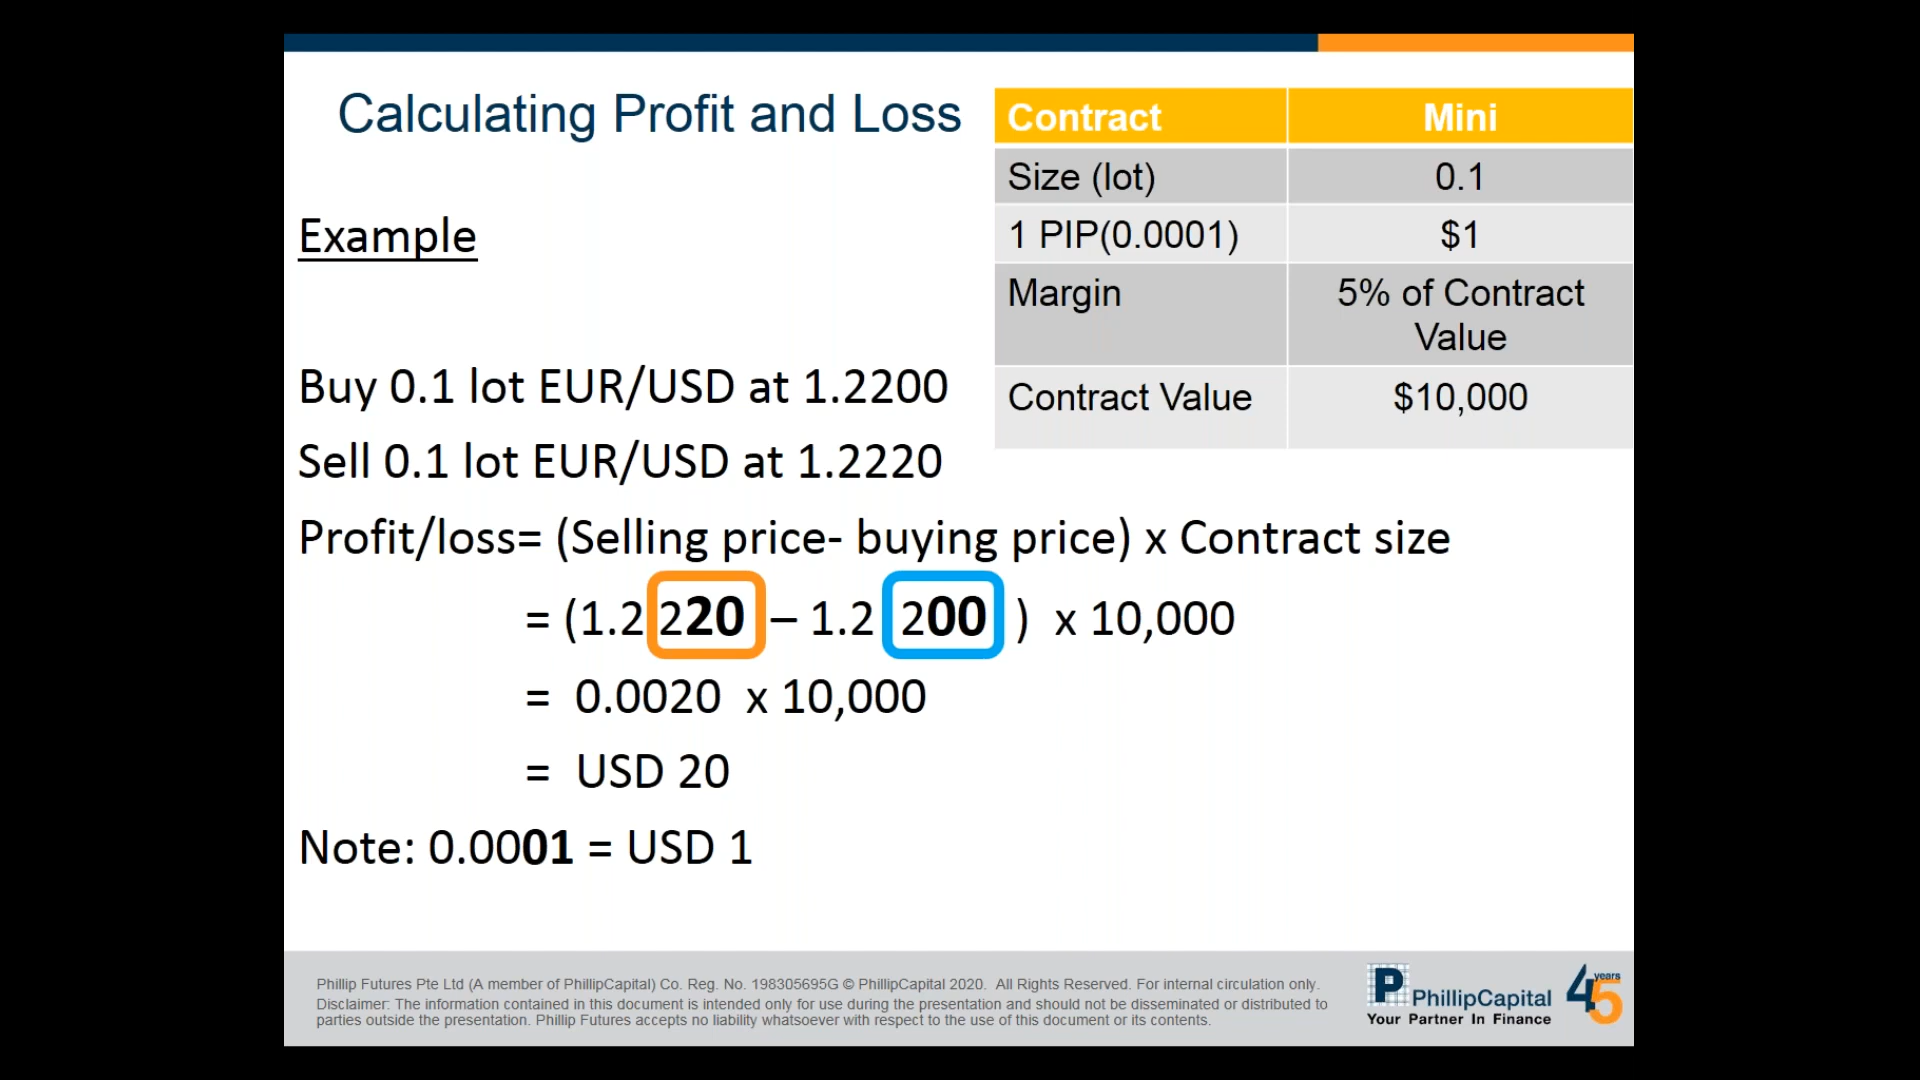 Calculating Profit and Loss
Contract Mini
Size (lot) 0.1
1 PIP(0.0001) $1
Margin 5% of Contract
Value
Contract Value $10,000
Example
Buy 0.1 lot EUR/USD at 1.2200
Sell 0.1 lot EUR/USD at 1.2220
Profit/loss= (Selling price- buying price) x Contract size
= (1.2 220 – 1.2 200 ) x 10,000
= 0.0020 x 10,000
= USD 20
Note: 0.0001 = USD 1
Phillip Futures Pte Ltd (A member of PhillipCapital) Co. Reg. No. 198305695G © PhillipCapital 2020. All Rights Reserved. For internal circulation only.
Disclaimer: The information contained in this document is intended only for use during the presentation and should not be disseminated or distributed to
parties outside the presentation. Phillip Futures accepts no liability whatsoever with respect to the use of this document or its contents.
P PhillipCapital
Your Partner In Finance
45 years